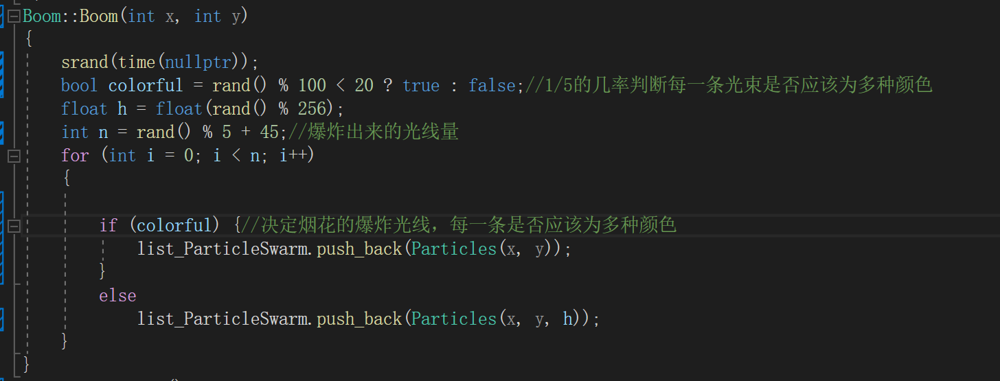 Boom::Boom(int x, int y)
{
srand(time(nullptr));
bool colorful = rand() % 100 < 20 ? true : false;//1/5的几率判断每一条光束是否应该为多种颜色
float h = float(rand() % 256);
int n = rand() % 5 + 45;//爆炸出来的光线量
for (int i = 0; i < n; i++)
{
if (colorful) {//决定烟花的爆炸光线，每一条是否应该为多种颜色
list_ParticleSwarm.push_back(Particles(x, y));
}
else
list_ParticleSwarm.push_back(Particles(x, y, h));
}
}